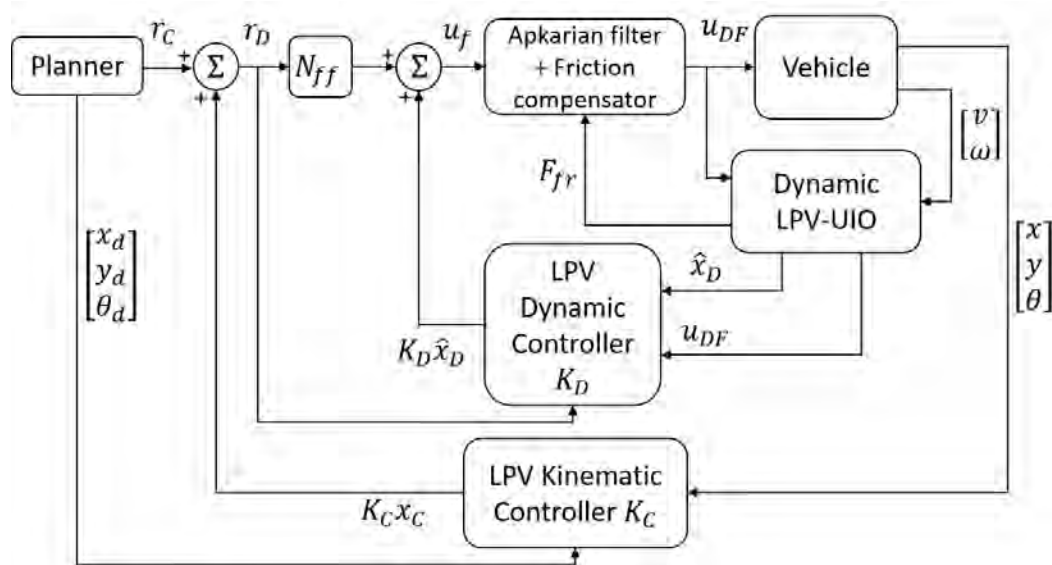 Planner
r_C
+
Σ
+
r_D
N_ff
+
Σ
+
u_f
Apkarian filter
+ Friction
compensator
u_DF
Vehicle
[v
ω]
F_fr
Dynamic
LPV-UIO
[x_d
y_d
θ_d]
[x
y
θ]
LPV
Dynamic
Controller
K_D
x̂_D
u_DF
K_D x̂_D
LPV Kinematic
Controller K_C
K_C x_C